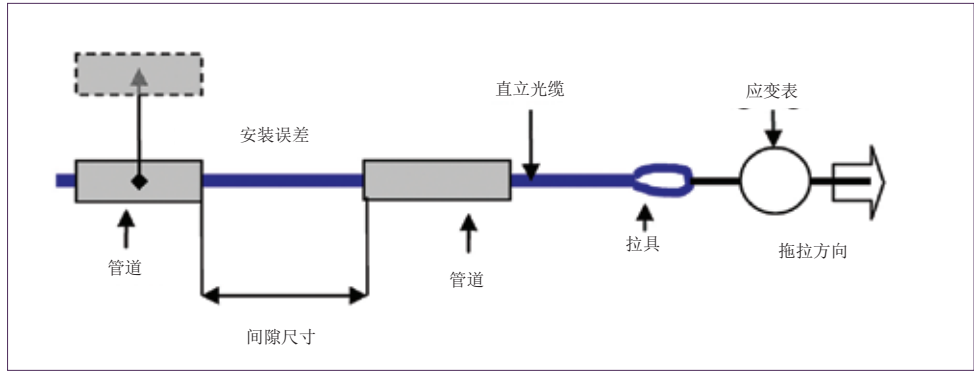 直立光缆
应变表
安装误差
管道
管道
拉具
拖拉方向
间隙尺寸